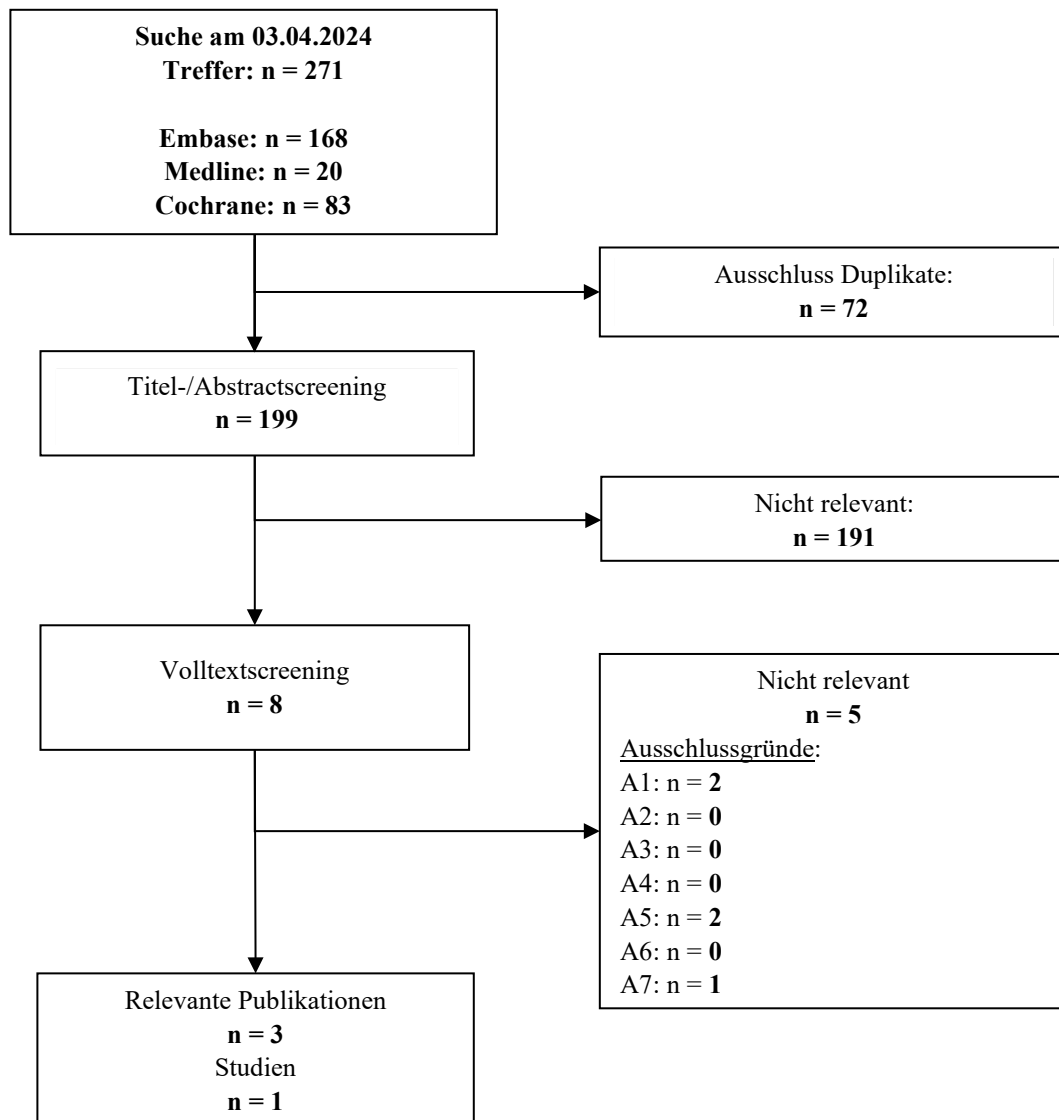 Suche am 03.04.2024
Treffer: n = 271
Embase: n = 168
Medline: n = 20
Cochrane: n = 83
Ausschluss Duplikate:
n = 72
Titel-/Abstractscreening
n = 199
Nicht relevant:
n = 191
Volltextscreening
n = 8
Nicht relevant
n = 5
Ausschlussgründe:
A1: n = 2
A2: n = 0
A3: n = 0
A4: n = 0
A5: n = 2
A6: n = 0
A7: n = 1
Relevante Publikationen
n = 3
Studien
n = 1